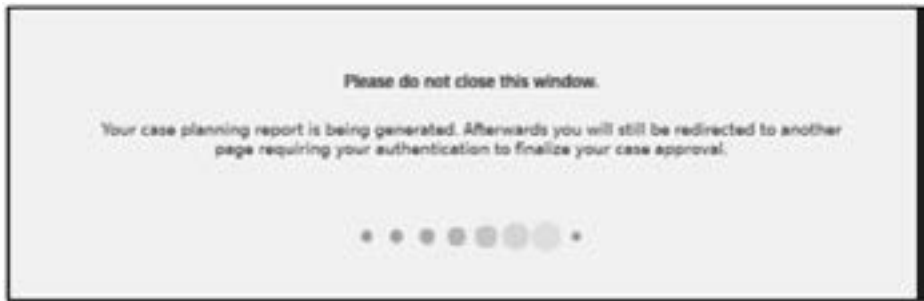 Please do not close this window.
Your case planning report is being generated. Afterwards you will still be redirected to another
page requiring your authentication to finalize your case approval.